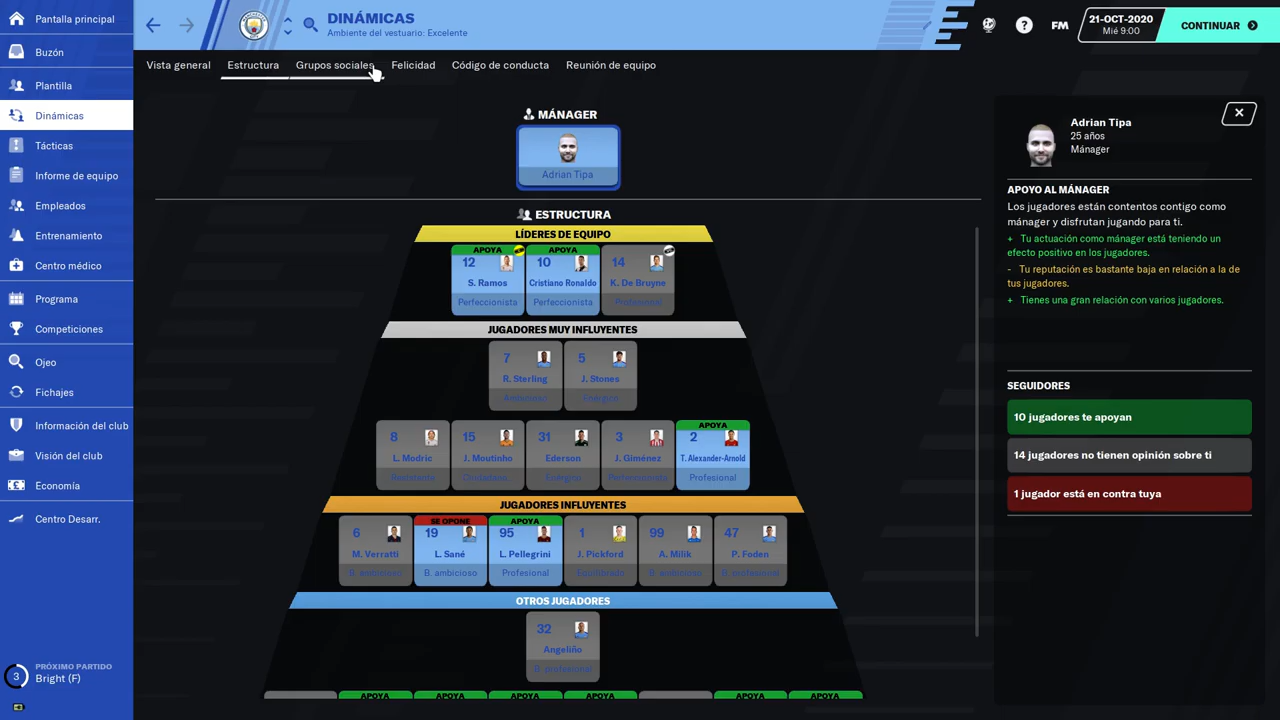 Pantalla principal
Buzón
Plantilla
Dinámicas
Tácticas
Informe de equipo
Empleados
Entrenamiento
Centro médico
Programa
Competiciones
Ojeo
Fichajes
Información del club
Visión del club
Economía
Centro Desarr.
3
PRÓXIMO PARTIDO
Bright (F)
DINÁMICAS
Ambiente del vestuario: Excelente
?
FM
21-OCT-2020
Mié 9:00
CONTINUAR
Vista general Estructura Grupos sociales Felicidad Código de conducta Reunión de equipo
MÁNAGER
Adrian Tipa
ESTRUCTURA
LÍDERES DE EQUIPO
APOYA APOYA
12 10 14
S. Ramos Cristiano Ronaldo K. De Bruyne
Perfeccionista Perfeccionista Profesional
JUGADORES MUY INFLUYENTES
7 5
R. Sterling J. Stones
Ambicioso Enérgico
APOYA
8 15 31 3 2
L. Modric J. Moutinho Ederson J. Giménez T. Alexander-Arnold
Resistente Ciudadano Enérgico Perfeccionista Profesional
JUGADORES INFLUYENTES
SE OPONE APOYA
6 19 95 1 99 47
M. Verratti L. Sané L. Pellegrini J. Pickford A. Milik P. Foden
B. ambicioso B. ambicioso Profesional Equilibrado B. ambicioso B. profesional
OTROS JUGADORES
32
Angeliño
B. profesional
APOYA APOYA APOYA APOYA APOYA APOYA
Adrian Tipa
25 años
Mánager
APOYO AL MÁNAGER
Los jugadores están contentos contigo como
mánager y disfrutan jugando para ti.
+ Tu actuación como mánager está teniendo un
efecto positivo en los jugadores.
- Tu reputación es bastante baja en relación a la de
tus jugadores.
+ Tienes una gran relación con varios jugadores.
SEGUIDORES
10 jugadores te apoyan
14 jugadores no tienen opinión sobre ti
1 jugador está en contra tuya